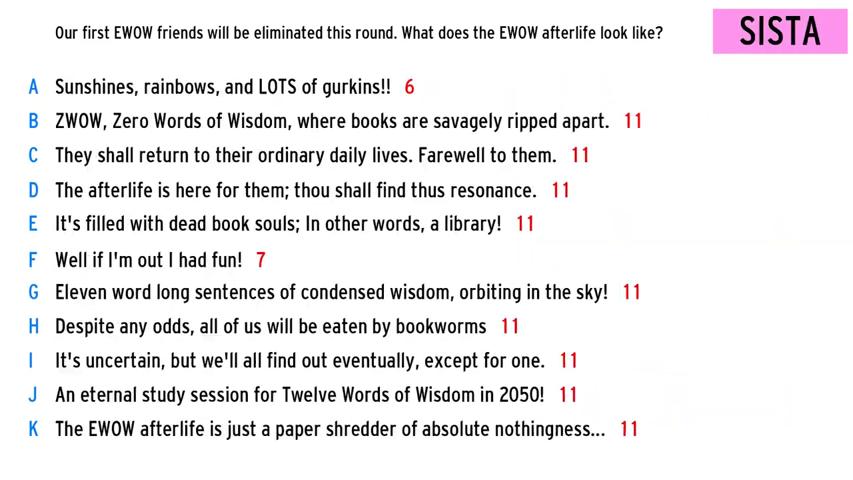 Our first EWOW friends will be eliminated this round. What does the EWOW afterlife look like?
SISTA
A Sunshines, rainbows, and LOTS of gurkins!! 6
B ZWOW, Zero Words of Wisdom, where books are savagely ripped apart. 11
C They shall return to their ordinary daily lives. Farewell to them. 11
D The afterlife is here for them; thou shall find thus resonance. 11
E It's filled with dead book souls; In other words, a library! 11
F Well if I'm out I had fun! 7
G Eleven word long sentences of condensed wisdom, orbiting in the sky! 11
H Despite any odds, all of us will be eaten by bookworms 11
I It's uncertain, but we'll all find out eventually, except for one. 11
J An eternal study session for Twelve Words of Wisdom in 2050! 11
K The EWOW afterlife is just a paper shredder of absolute nothingness... 11